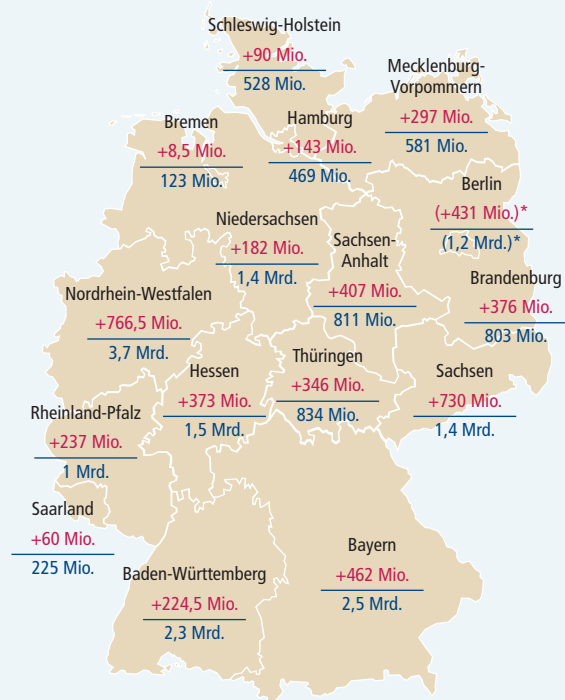 Schleswig-Holstein
+90 Mio.
528 Mio.
Mecklenburg-
Vorpommern
+297 Mio.
581 Mio.
Bremen
+8,5 Mio.
123 Mio.
Hamburg
+143 Mio.
469 Mio.
Berlin
(+431 Mio.)*
(1,2 Mrd.)*
Niedersachsen
+182 Mio.
1,4 Mrd.
Sachsen-
Anhalt
+407 Mio.
811 Mio.
Brandenburg
+376 Mio.
803 Mio.
Nordrhein-Westfalen
+766,5 Mio.
3,7 Mrd.
Hessen
+373 Mio.
1,5 Mrd.
Thüringen
+346 Mio.
834 Mio.
Sachsen
+730 Mio.
1,4 Mrd.
Rheinland-Pfalz
+237 Mio.
1 Mrd.
Saarland
+60 Mio.
225 Mio.
Baden-Württemberg
+224,5 Mio.
2,3 Mrd.
Bayern
+462 Mio.
2,5 Mrd.